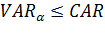 VAR_α ≤ CAR